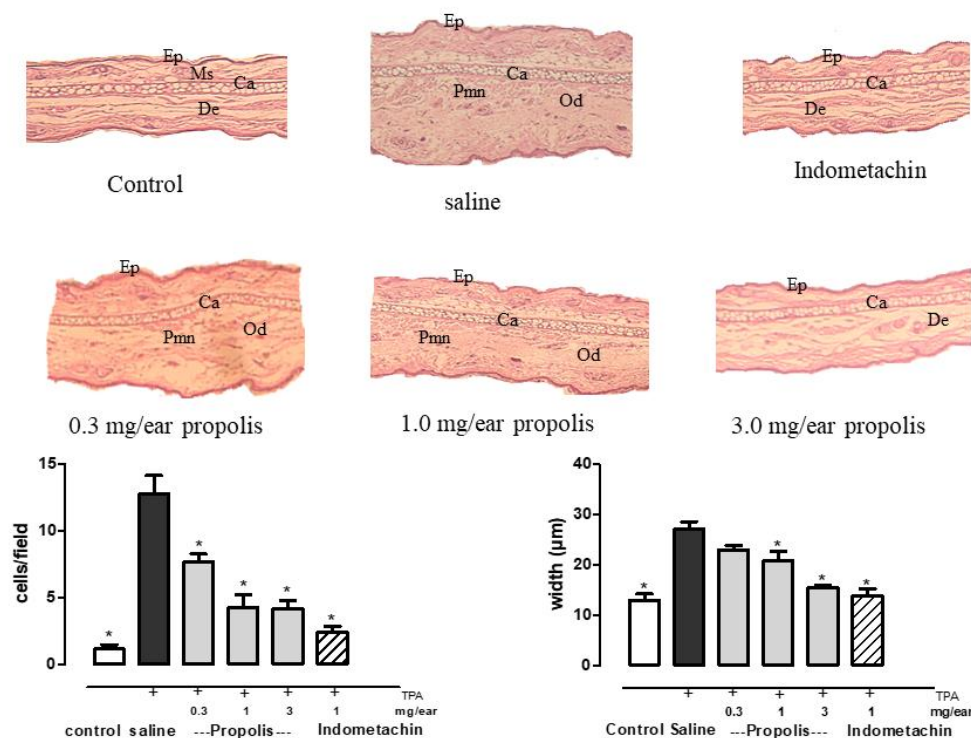 Ep
Ms
Ca
De
Control
Ep
Ca
Pmn
Od
saline
Ep
Ca
De
Indometachin
Ep
Ca
Pmn
Od
0.3 mg/ear propolis
Ep
Ca
Pmn
Od
1.0 mg/ear propolis
Ep
Ca
De
3.0 mg/ear propolis
cells/field
15
10
5
0
* * * * *
+ + + + + TPA
0.3 1 3 1 mg/ear
control saline ---Propolis--- Indometachin
width (µm)
40
30
20
10
0
* * * *
+ + + + + TPA
0.3 1 3 1 mg/ear
Control Saline ---Propolis--- Indometachin